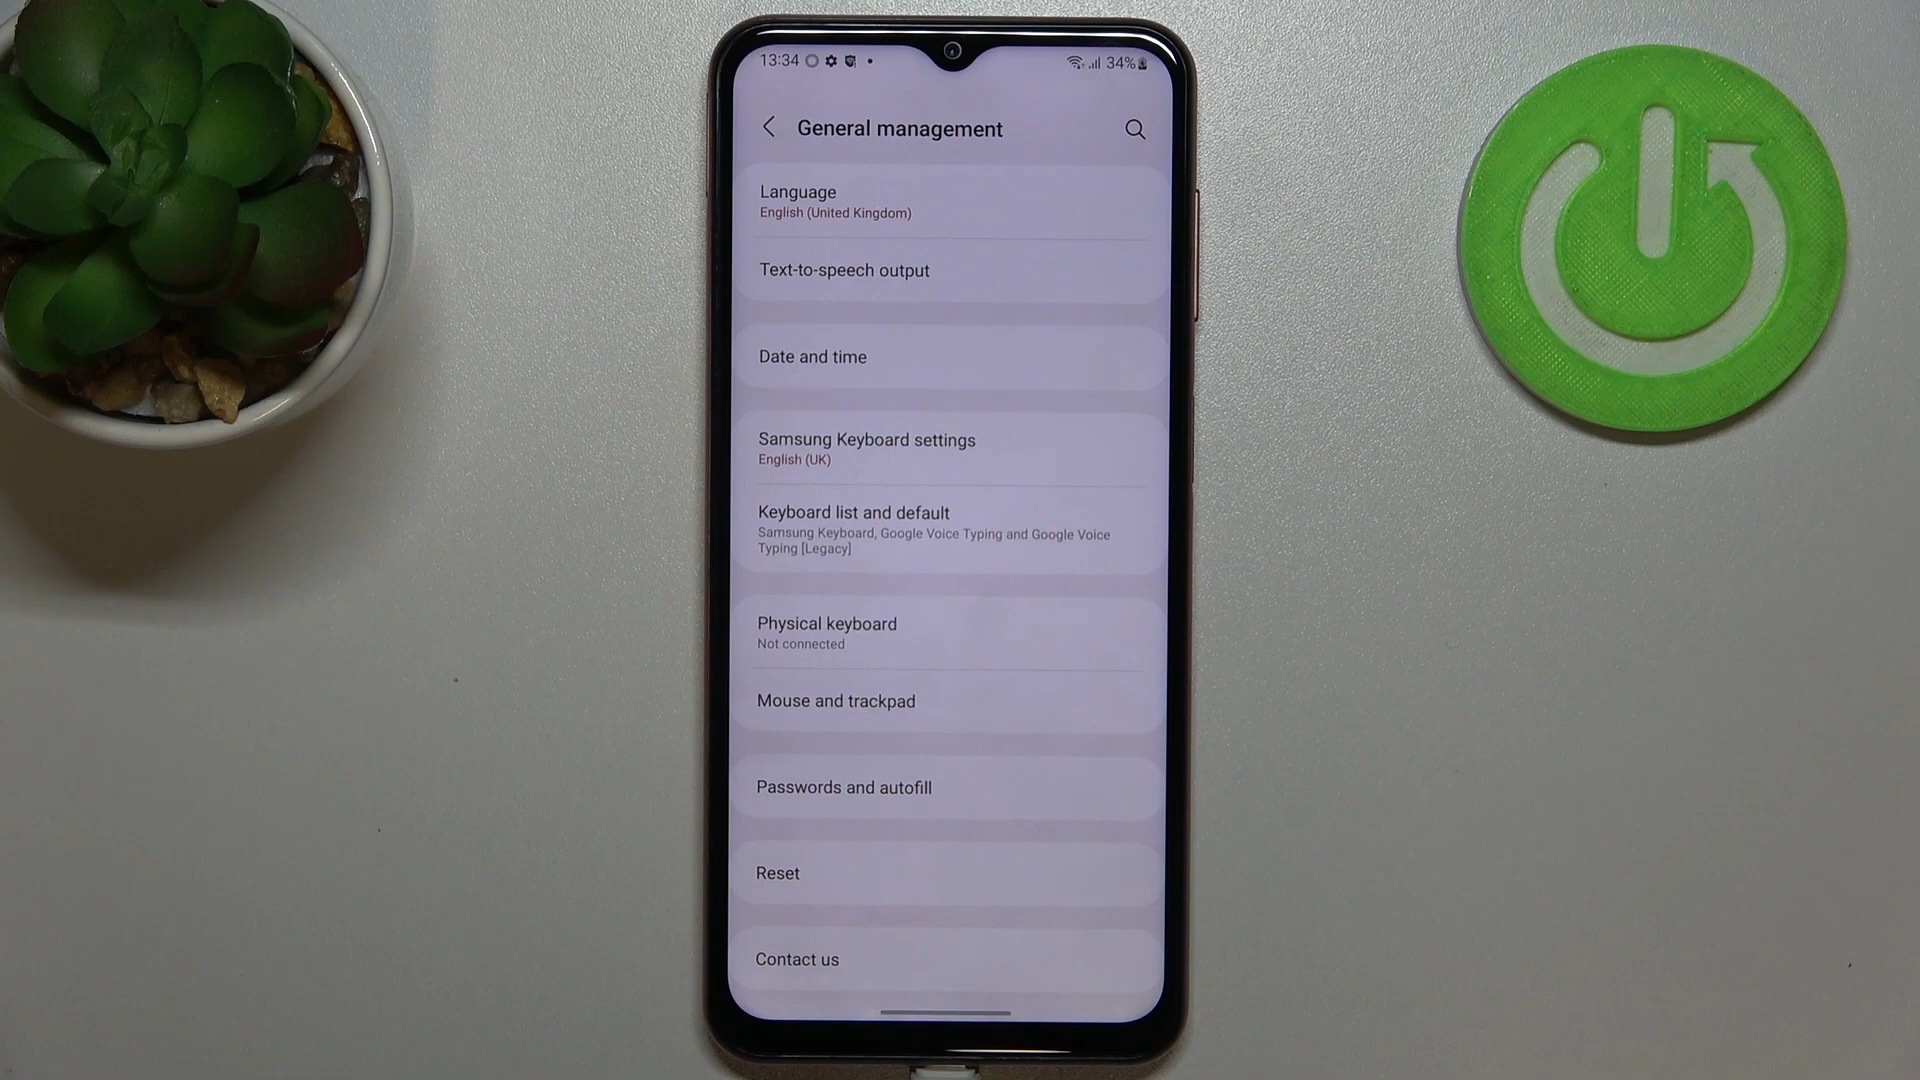 13:34
34%
General management
Language
English (United Kingdom)
Text-to-speech output
Date and time
Samsung Keyboard settings
English (UK)
Keyboard list and default
Samsung Keyboard, Google Voice Typing and Google Voice
Typing [Legacy]
Physical keyboard
Not connected
Mouse and trackpad
Passwords and autofill
Reset
Contact us